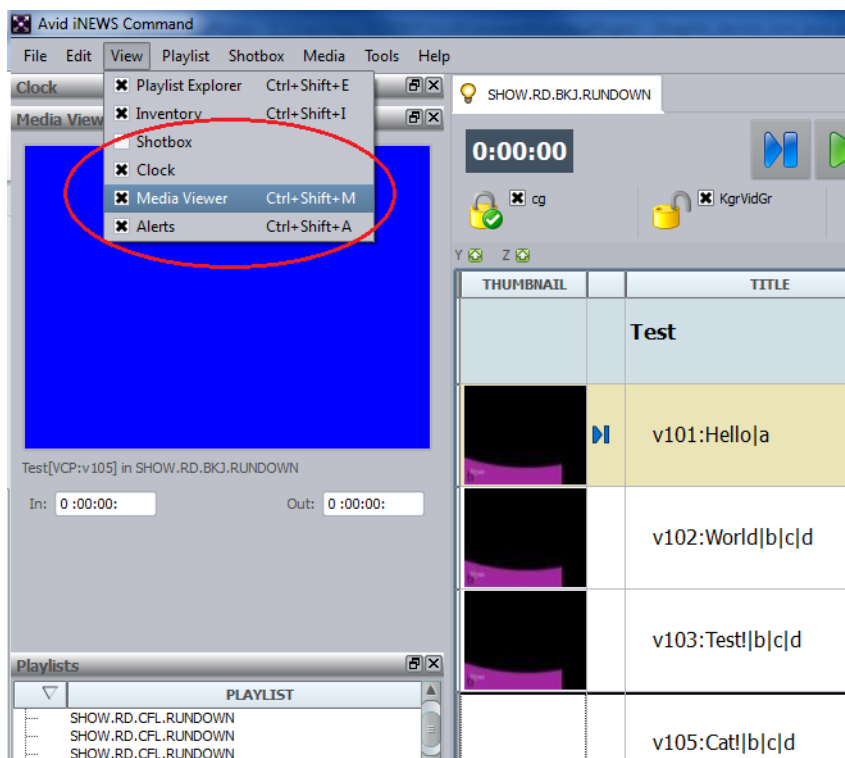 Avid iNEWS Command
File Edit View Playlist Shotbox Media Tools Help
Clock
Playlist Explorer Ctrl+Shift+E
Media View
Inventory Ctrl+Shift+I
Shotbox
Clock
Media Viewer Ctrl+Shift+M
Alerts Ctrl+Shift+A
Test[VCP:v105] in SHOW.RD.BKJ.RUNDOWN
In: 0 :00:00: Out: 0 :00:00:
Playlists
PLAYLIST
SHOW.RD.CFL.RUNDOWN
SHOW.RD.CFL.RUNDOWN
SHOW.RD.CFL.RUNDOWN
SHOW.RD.BKJ.RUNDOWN
0:00:00
cg KgrVidGr
Y Z
THUMBNAIL TITLE
Test
v101:Hello|a
v102:World|b|c|d
v103:Test!|b|c|d
v105:Cat!|b|c|d